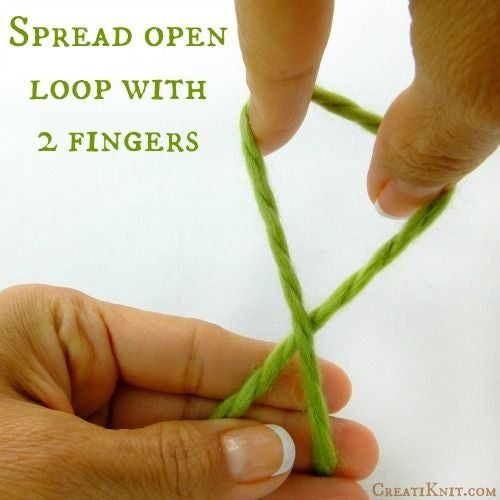 Spread open
loop with
2 fingers
CreatiKnit.com